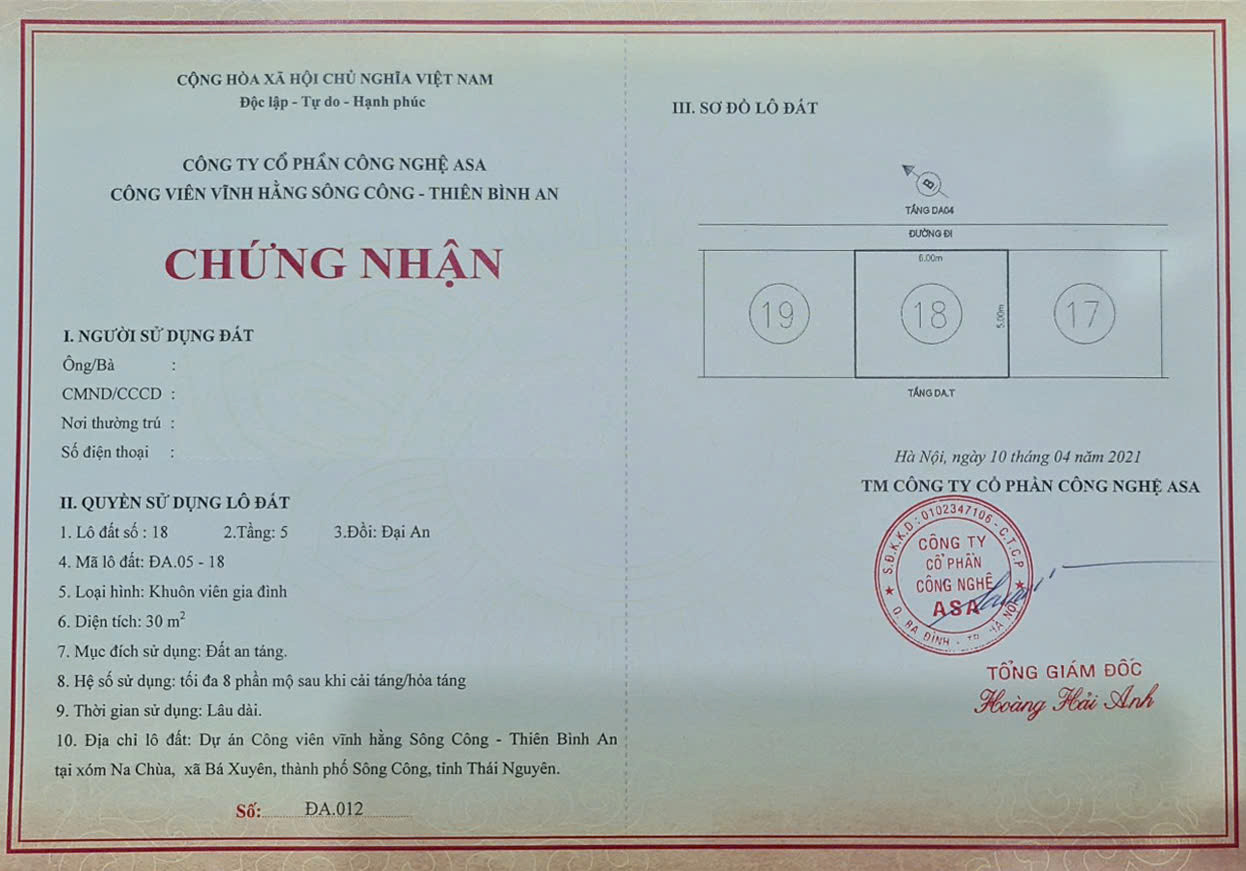 CỘNG HÒA XÃ HỘI CHỦ NGHĨA VIỆT NAM
Độc lập - Tự do - Hạnh phúc
CÔNG TY CỔ PHẦN CÔNG NGHỆ ASA
CÔNG VIÊN VĨNH HẰNG SÔNG CÔNG - THIÊN BÌNH AN
CHỨNG NHẬN
I. NGƯỜI SỬ DỤNG ĐẤT
Ông/Bà :
CMND/CCCD :
Nơi thường trú :
Số điện thoại :
II. QUYỀN SỬ DỤNG LÔ ĐẤT
1. Lô đất số : 18 2.Tầng: 5 3.Đồi: Đại An
4. Mã lô đất: ĐA.05 - 18
5. Loại hình: Khuôn viên gia đình
6. Diện tích: 30 m²
7. Mục đích sử dụng: Đất an táng.
8. Hệ số sử dụng: tối đa 8 phần mộ sau khi cải táng/hỏa táng
9. Thời gian sử dụng: Lâu dài.
10. Địa chỉ lô đất: Dự án Công viên vĩnh hằng Sông Công - Thiên Bình An
tại xóm Na Chùa, xã Bá Xuyên, thành phố Sông Công, tỉnh Thái Nguyên.
Số: ĐA.012
III. SƠ ĐỒ LÔ ĐẤT
B
TẦNG DA04
ĐƯỜNG ĐI
6.00m
19
18
5.00m
17
TẦNG DA.T
Hà Nội, ngày 10 tháng 04 năm 2021
TM CÔNG TY CỔ PHẦN CÔNG NGHỆ ASA
S.Đ.K.K.D: 0102347106 - C.T.C.P
CÔNG TY
CỔ PHẦN
CÔNG NGHỆ
ASA
Q. BA ĐÌNH - TP HÀ NỘI
TỔNG GIÁM ĐỐC
Hoàng Hải Anh